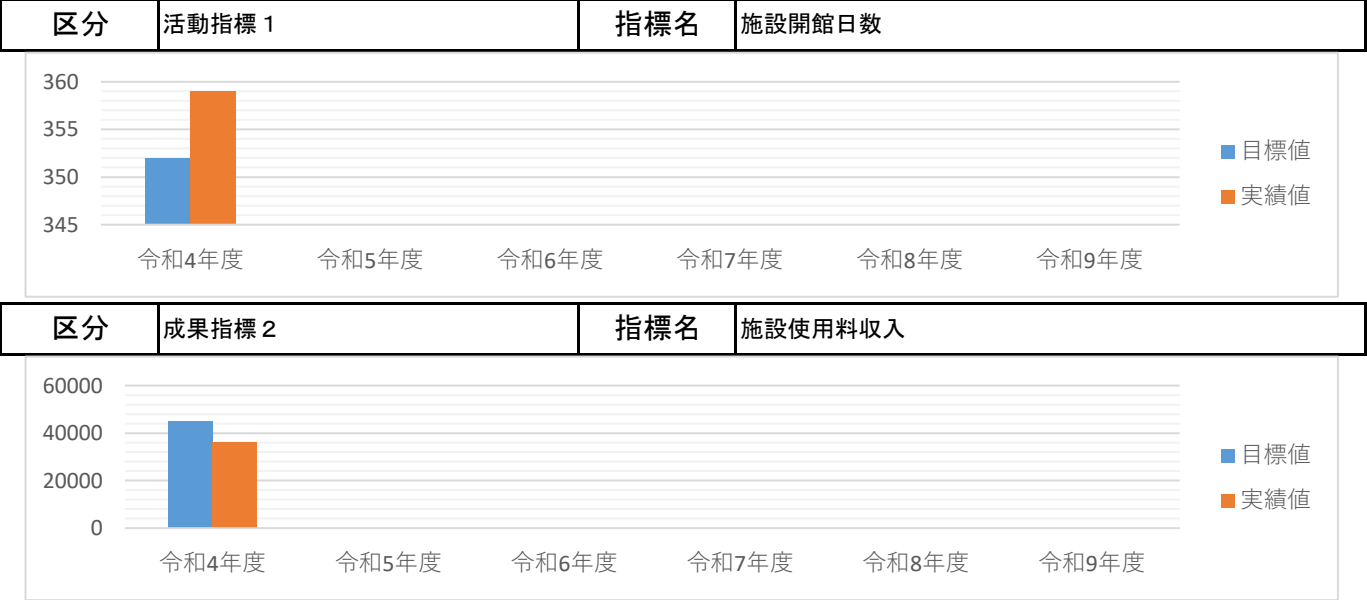 区分 活動指標１ 指標名 施設開館日数
360
355
350
345
令和4年度 令和5年度 令和6年度 令和7年度 令和8年度 令和9年度
目標値
実績値
区分 成果指標２ 指標名 施設使用料収入
60000
40000
20000
0
令和4年度 令和5年度 令和6年度 令和7年度 令和8年度 令和9年度
目標値
実績値